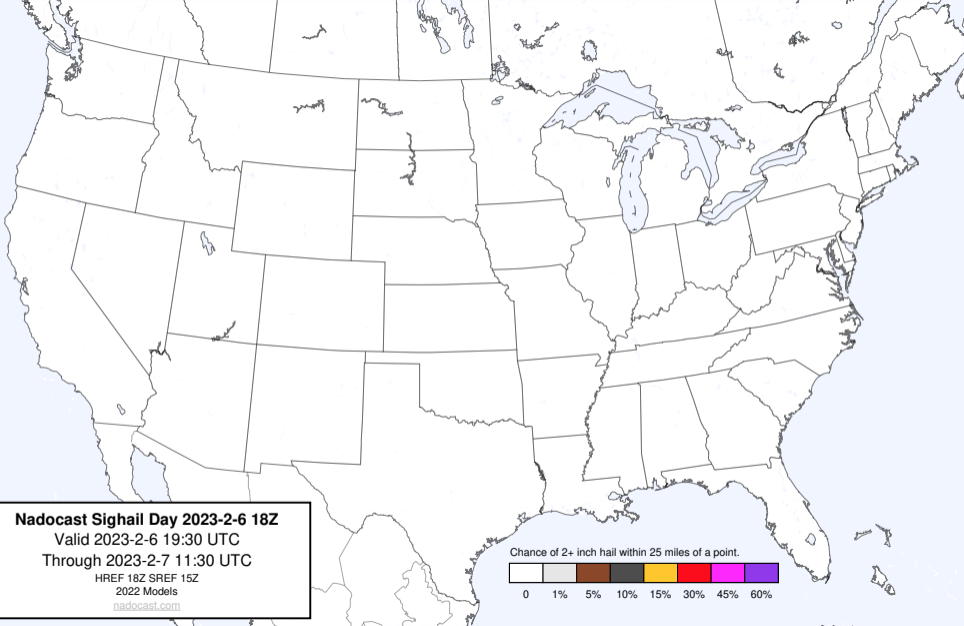 Nadocast Sighail Day 2023-2-6 18Z
Valid 2023-2-6 19:30 UTC
Through 2023-2-7 11:30 UTC
HREF 18Z SREF 15Z
2022 Models
nadocast.com
Chance of 2+ inch hail within 25 miles of a point.
0 1% 5% 10% 15% 30% 45% 60%